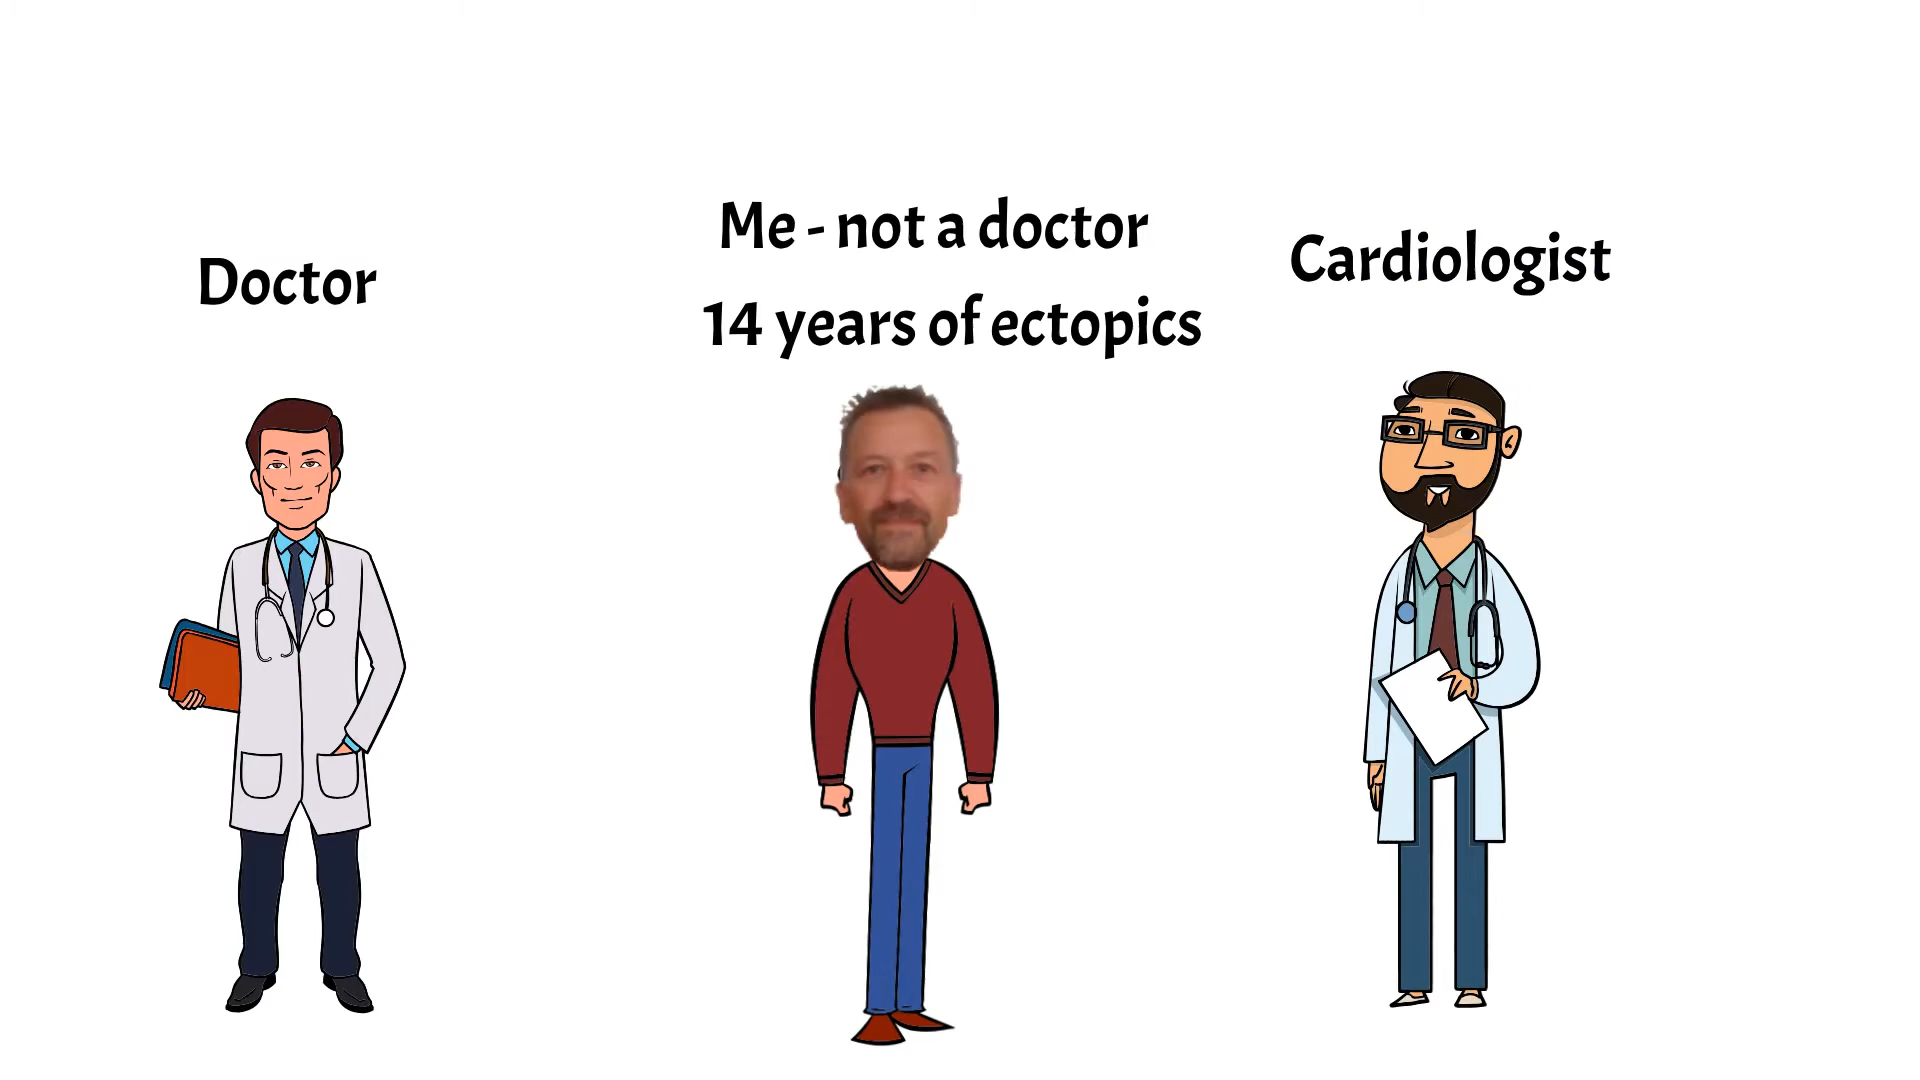 Doctor
Me - not a doctor
14 years of ectopics
Cardiologist